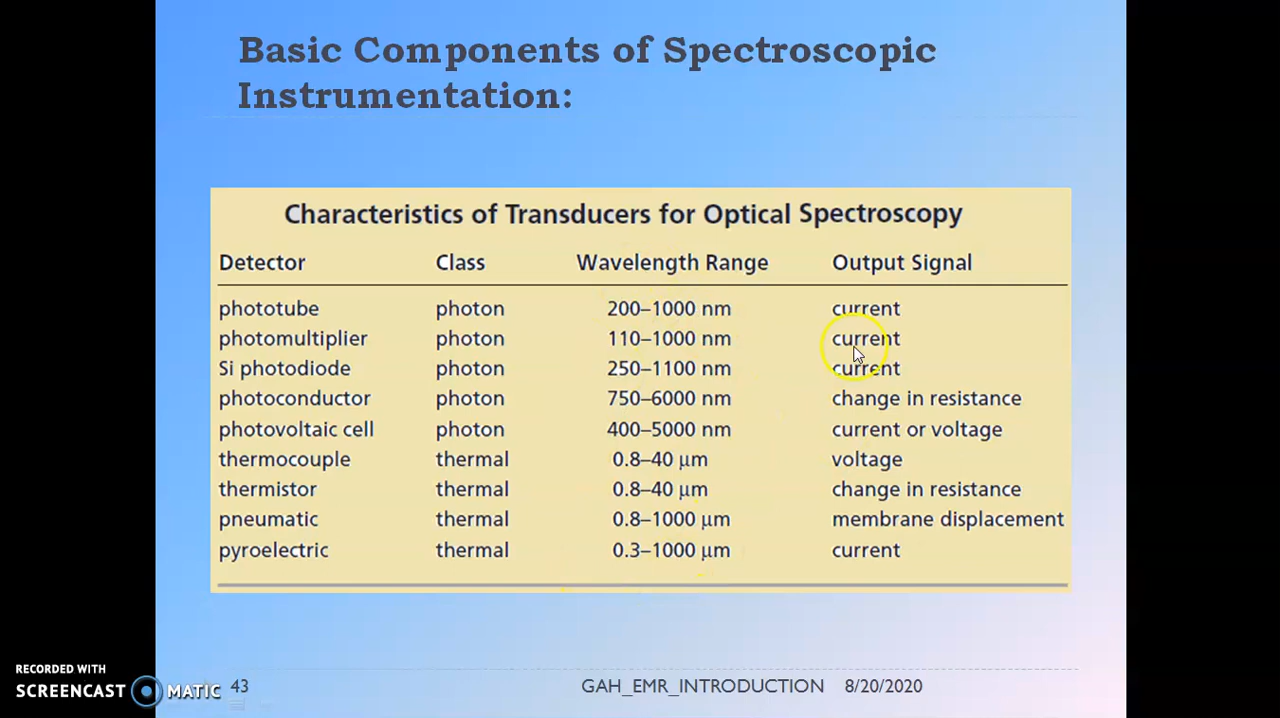 Basic Components of Spectroscopic
Instrumentation:
Characteristics of Transducers for Optical Spectroscopy
Detector Class Wavelength Range Output Signal
phototube photon 200–1000 nm current
photomultiplier photon 110–1000 nm current
Si photodiode photon 250–1100 nm current
photoconductor photon 750–6000 nm change in resistance
photovoltaic cell photon 400–5000 nm current or voltage
thermocouple thermal 0.8–40 μm voltage
thermistor thermal 0.8–40 μm change in resistance
pneumatic thermal 0.8–1000 μm membrane displacement
pyroelectric thermal 0.3–1000 μm current
RECORDED WITH
SCREENCAST MATIC
43 GAH_EMR_INTRODUCTION 8/20/2020